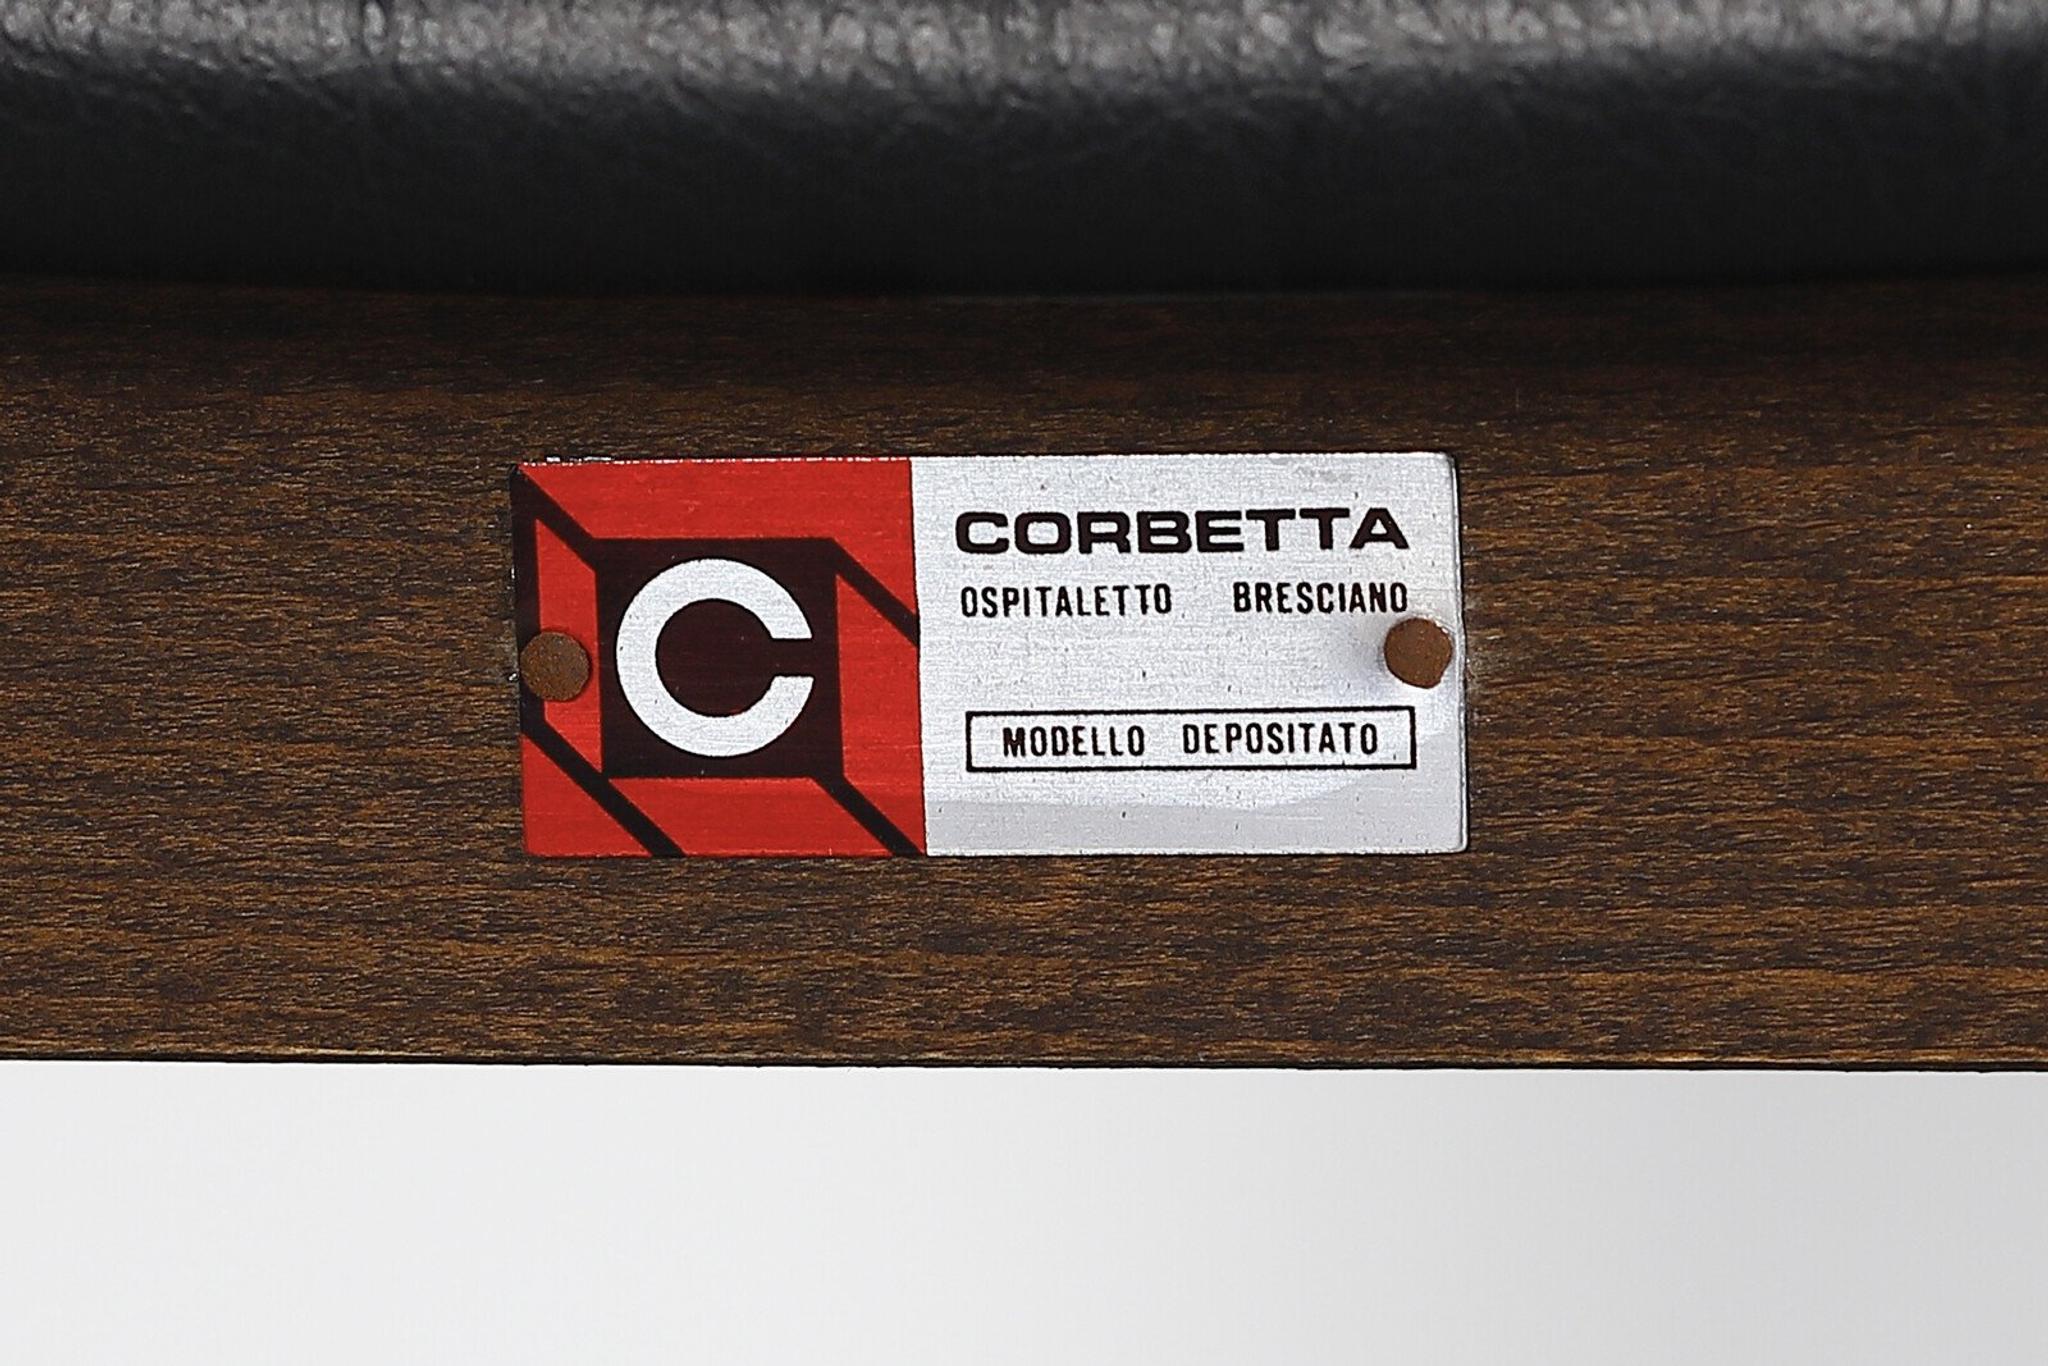 C
CORBETTA
OSPITALETTO BRESCIANO
MODELLO DEPOSITATO